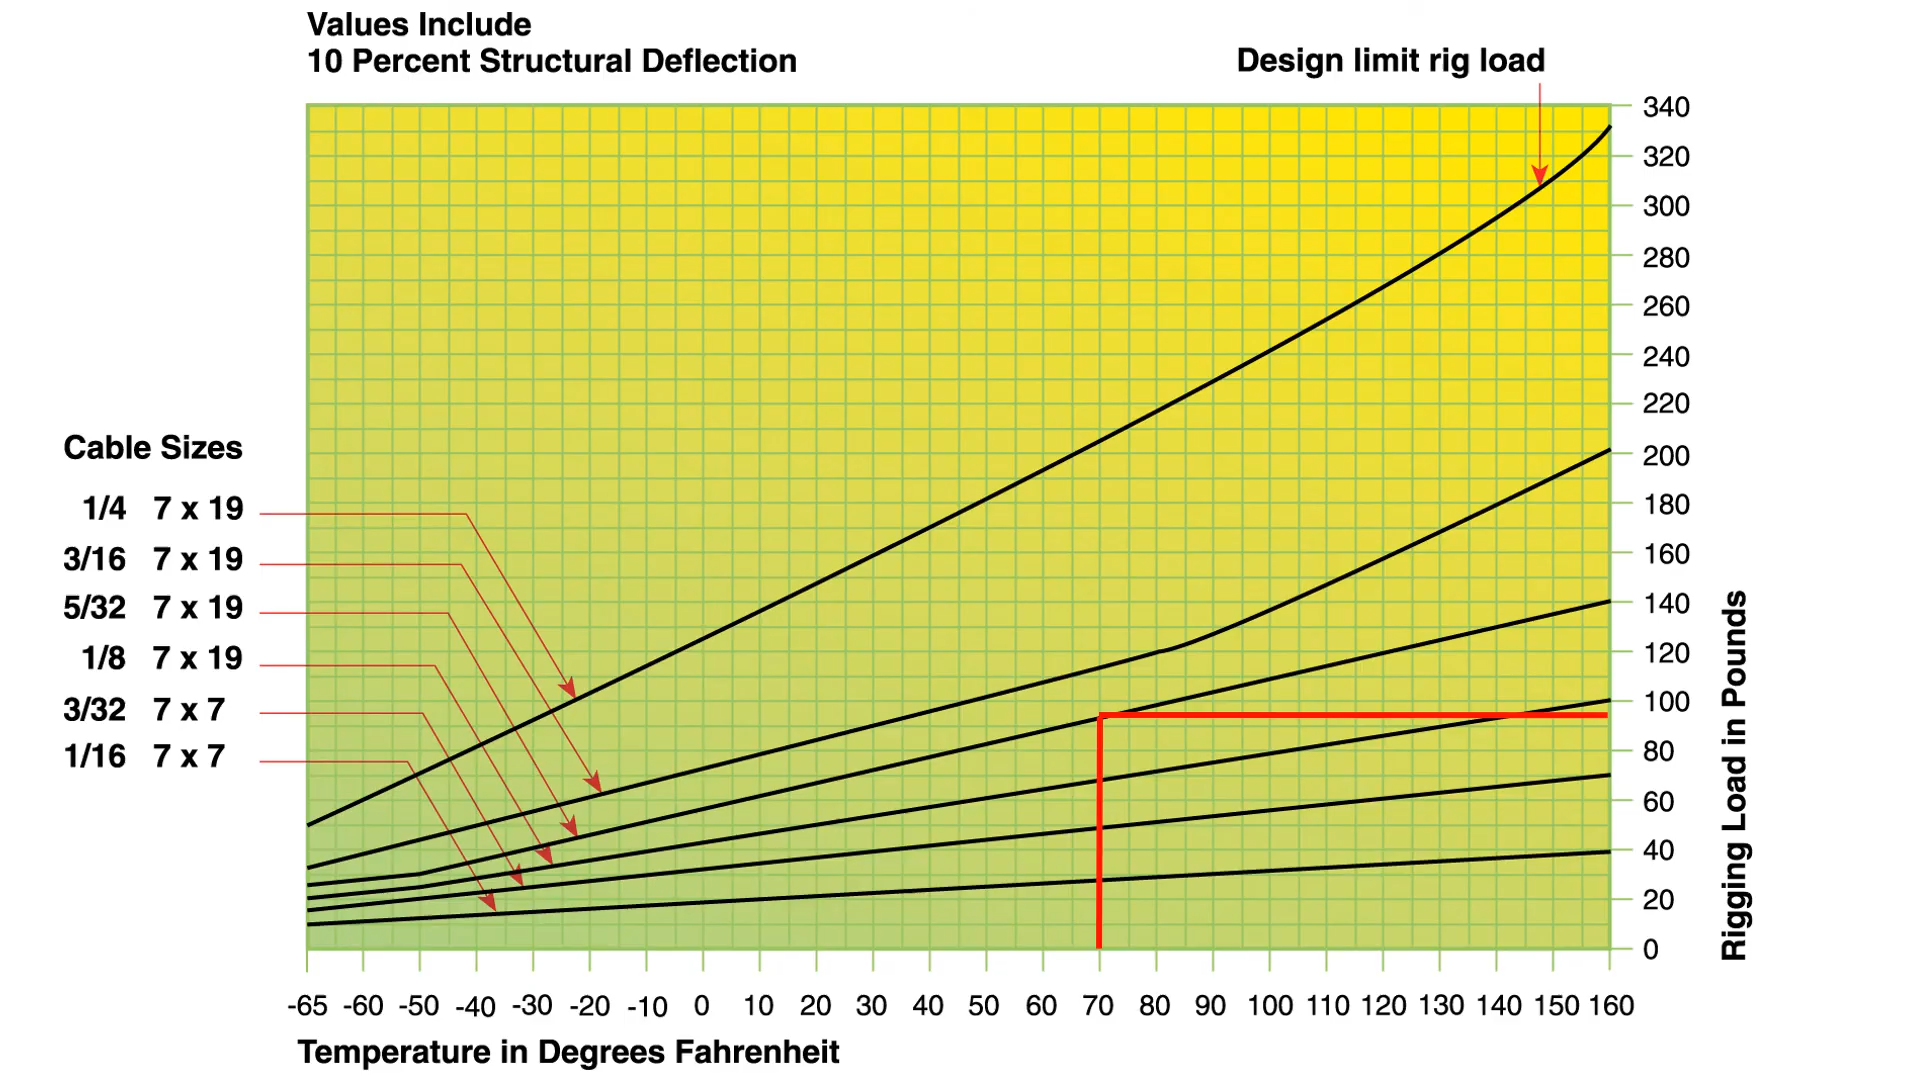 Values Include
10 Percent Structural Deflection
Design limit rig load
340
320
300
280
260
240
220
200
180
160
140
120
100
80
60
40
20
0
Rigging Load in Pounds
Cable Sizes
1/4 7 x 19
3/16 7 x 19
5/32 7 x 19
1/8 7 x 19
3/32 7 x 7
1/16 7 x 7
-65 -60 -50 -40 -30 -20 -10 0 10 20 30 40 50 60 70 80 90 100 110 120 130 140 150 160
Temperature in Degrees Fahrenheit